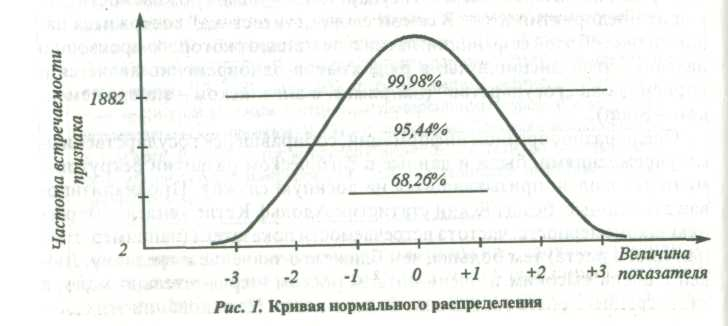 Частота встречаемости
признака
1882
2
99,98%
95,44%
68,26%
-3 -2 -1 0 +1 +2 +3
Величина
показателя
Рис. 1. Кривая нормального распределения